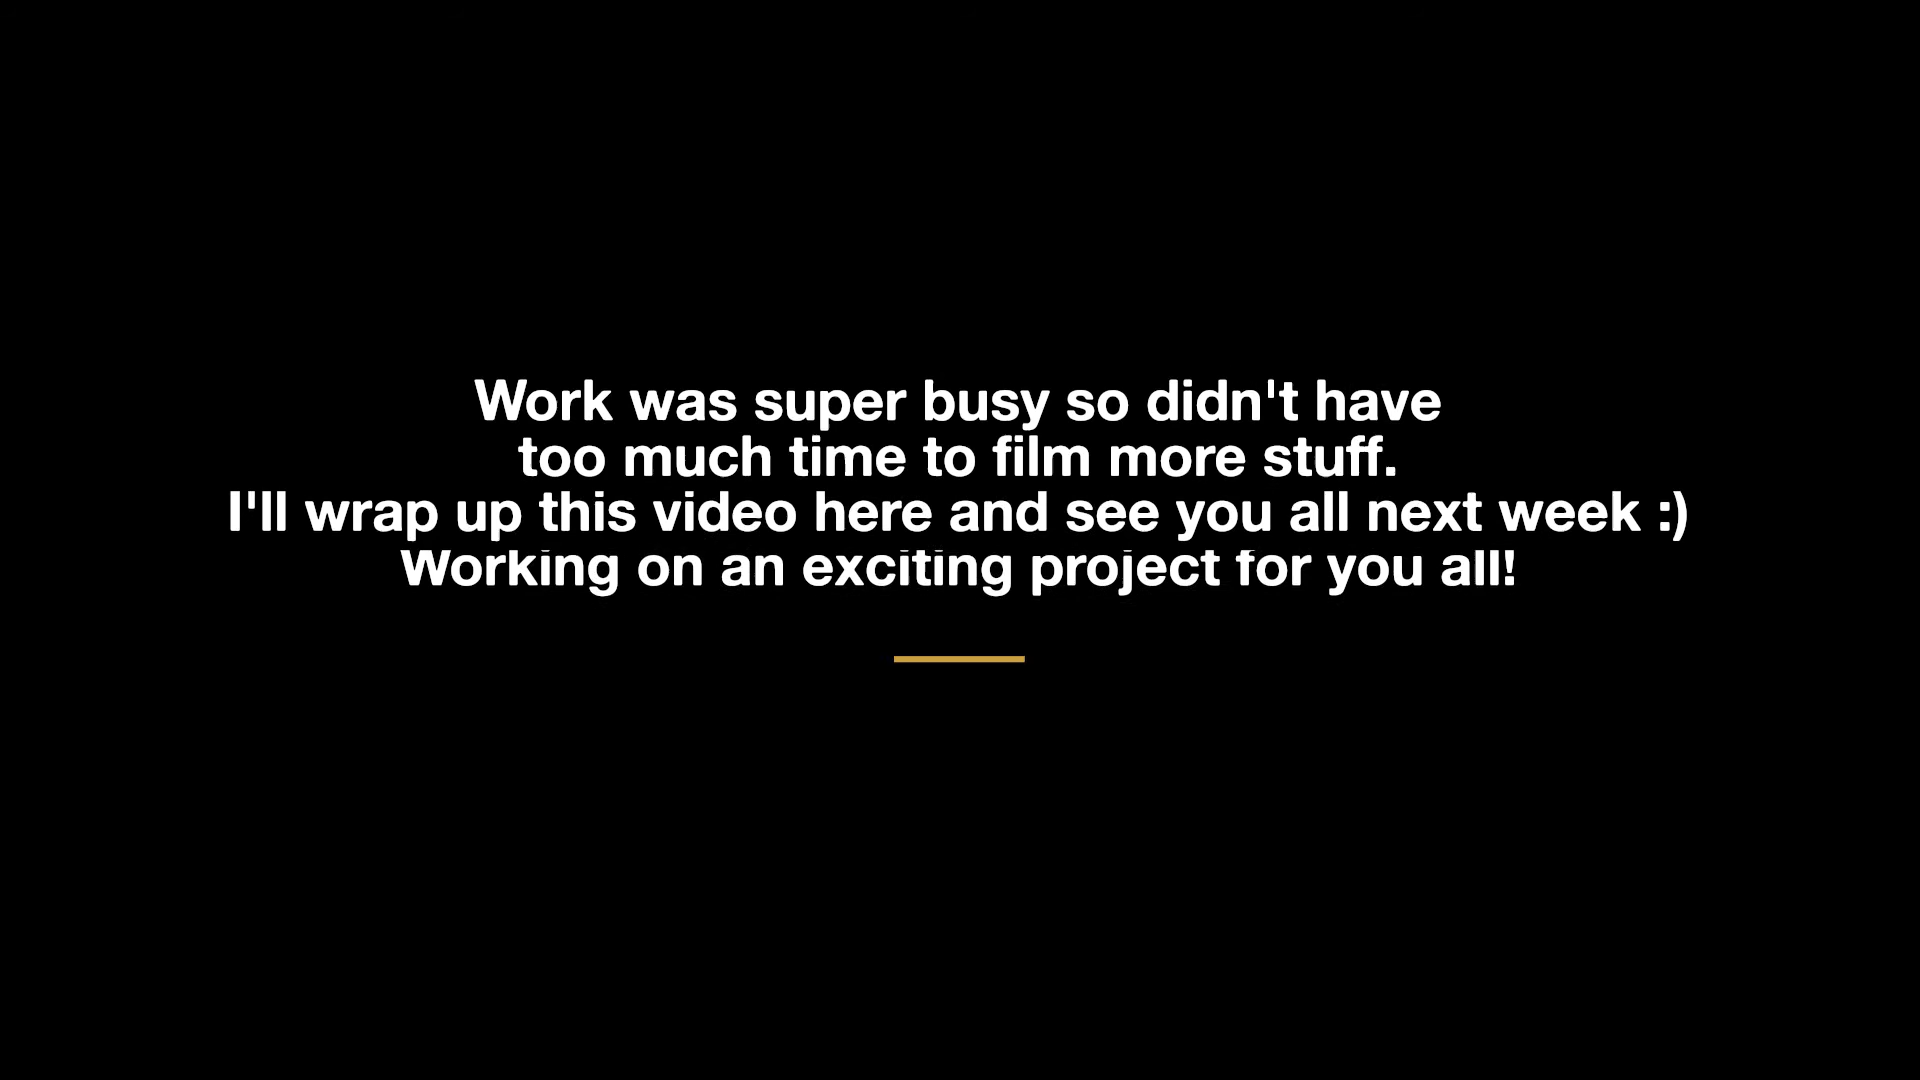 Work was super busy so didn't have
too much time to film more stuff.
I'll wrap up this video here and see you all next week :)
Working on an exciting project for you all!